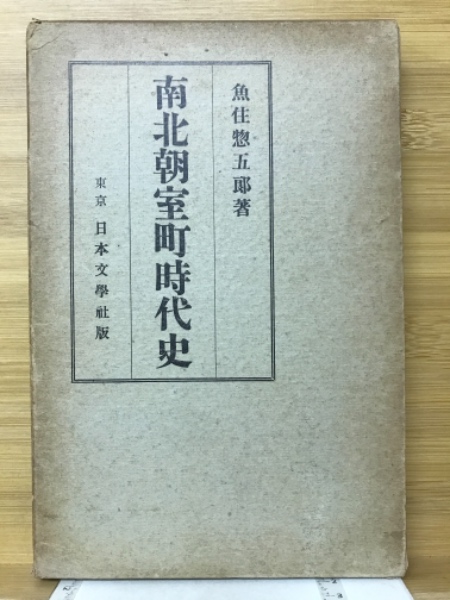 魚住惣五郎著
南北朝室町時代史
東京 日本文學社版